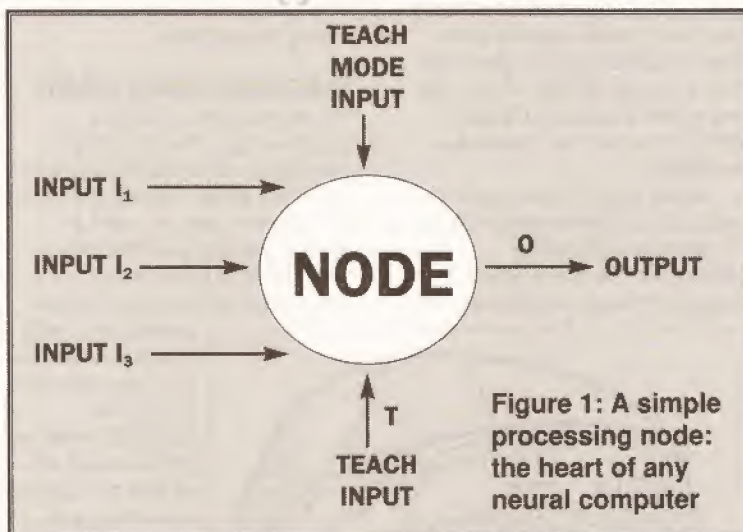 TEACH
MODE
INPUT
INPUT I₁
INPUT I₂
INPUT I₃
NODE
O
OUTPUT
T
TEACH
INPUT
Figure 1: A simple
processing node:
the heart of any
neural computer